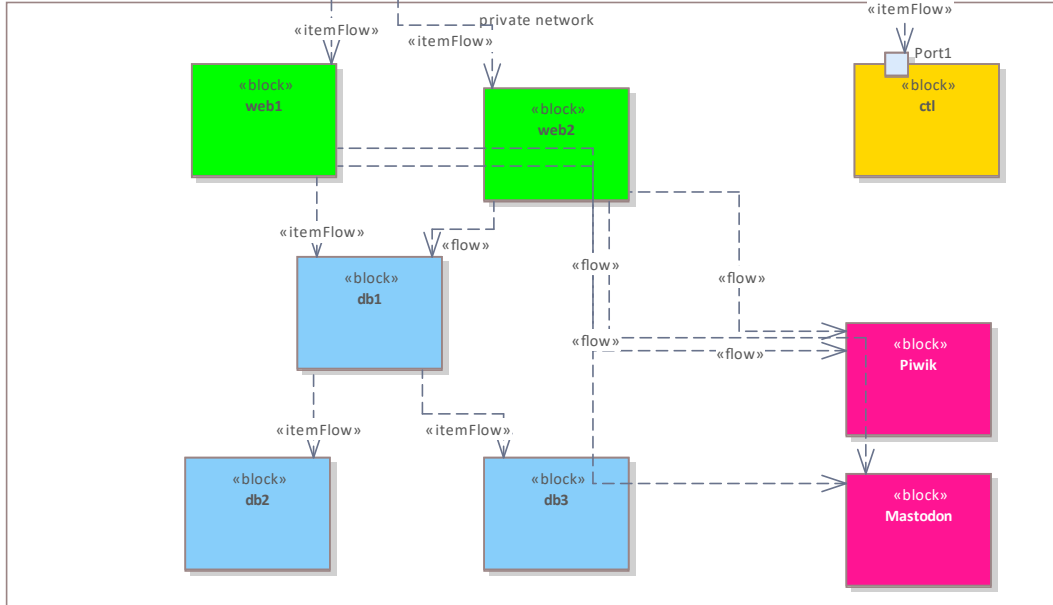 «itemFlow»
private network
«itemFlow»
«itemFlow»
Port1
«block»
web1
«block»
web2
«block»
ctl
«itemFlow»
«flow»
«flow»
«flow»
«block»
db1
«flow»
«flow»
«block»
Piwik
«itemFlow»
«itemFlow»
«block»
db2
«block»
db3
«block»
Mastodon